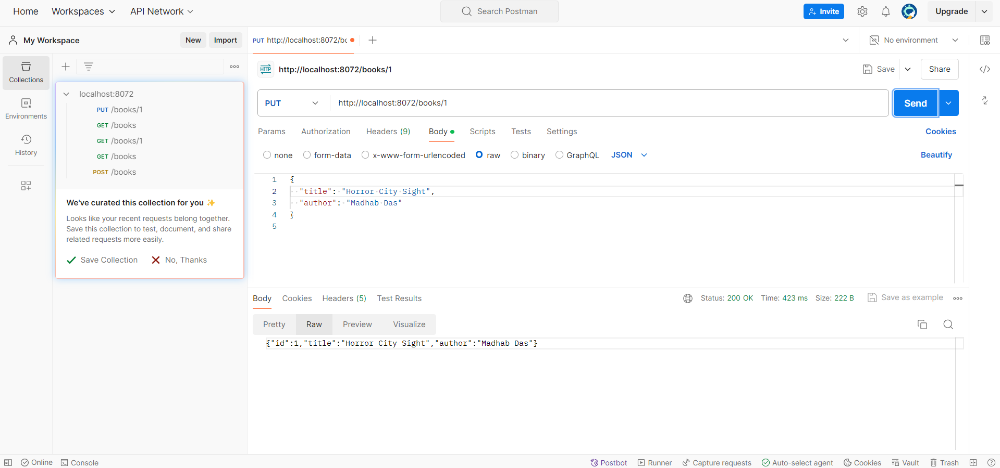 Home Workspaces API Network Search Postman Invite Upgrade
My Workspace New Import PUT http://localhost:8072/bo No environment
Collections
Environments
History
localhost:8072
PUT /books/1
GET /books
GET /books/1
GET /books
POST /books
We've curated this collection for you ✨
Looks like your recent requests belong together.
Save this collection to test, document, and share
related requests more easily.
Save Collection No, Thanks
HTTP http://localhost:8072/books/1 Save Share
PUT http://localhost:8072/books/1 Send
Params Authorization Headers (9) Body Scripts Tests Settings Cookies
none form-data x-www-form-urlencoded raw binary GraphQL JSON Beautify
1 {
2 "title": "Horror City Sight",
3 "author": "Madhab Das"
4 }
5
Body Cookies Headers (5) Test Results Status: 200 OK Time: 423 ms Size: 222 B Save as example
Pretty Raw Preview Visualize
{"id":1,"title":"Horror City Sight","author":"Madhab Das"}
Online Console Postbot Runner Capture requests Auto-select agent Cookies Vault Trash